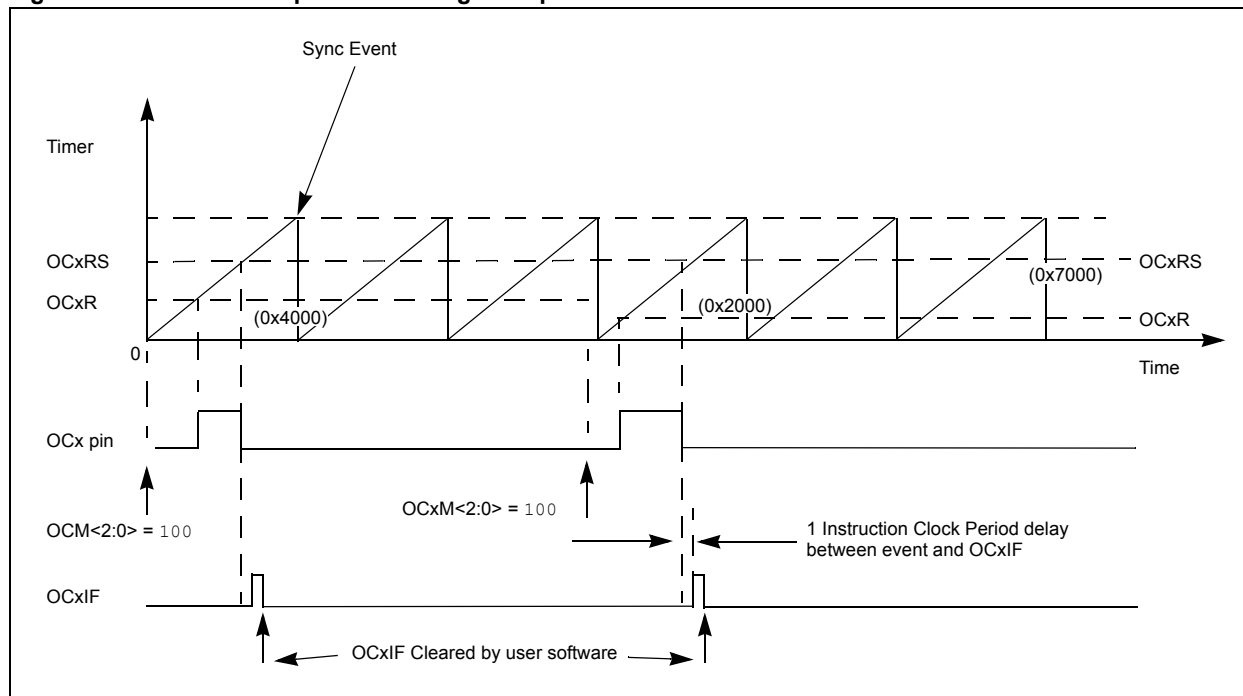 Sync Event
Timer
OCxRS
OCxR
(0x4000)
(0x2000)
(0x7000)
OCxRS
OCxR
0
Time
OCx pin
OCxM<2:0> = 100
OCM<2:0> = 100
1 Instruction Clock Period delay
between event and OCxIF
OCxIF
OCxIF Cleared by user software